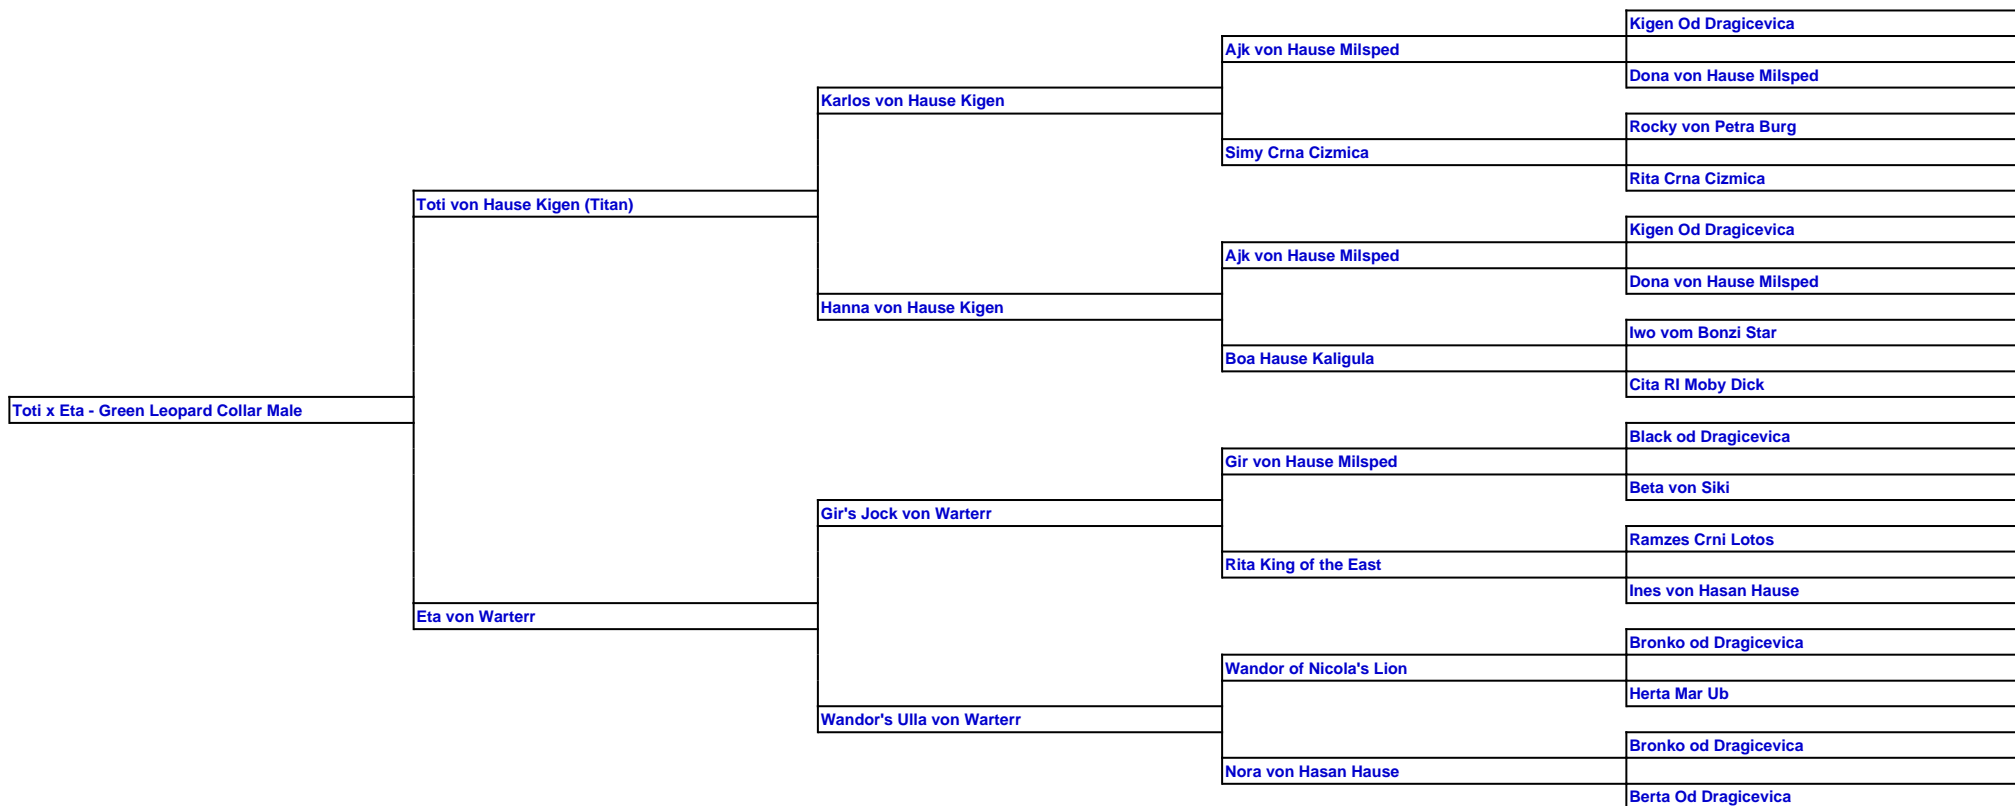 Kigen Od Dragicevica
Ajk von Hause Milsped
Dona von Hause Milsped
Karlos von Hause Kigen
Rocky von Petra Burg
Simy Crna Cizmica
Rita Crna Cizmica
Toti von Hause Kigen (Titan)
Kigen Od Dragicevica
Ajk von Hause Milsped
Dona von Hause Milsped
Hanna von Hause Kigen
Iwo vom Bonzi Star
Boa Hause Kaligula
Cita RI Moby Dick
Toti x Eta - Green Leopard Collar Male
Black od Dragicevica
Gir von Hause Milsped
Beta von Siki
Gir's Jock von Warterr
Ramzes Crni Lotos
Rita King of the East
Ines von Hasan Hause
Eta von Warterr
Bronko od Dragicevica
Wandor of Nicola's Lion
Herta Mar Ub
Wandor's Ulla von Warterr
Bronko od Dragicevica
Nora von Hasan Hause
Berta Od Dragicevica